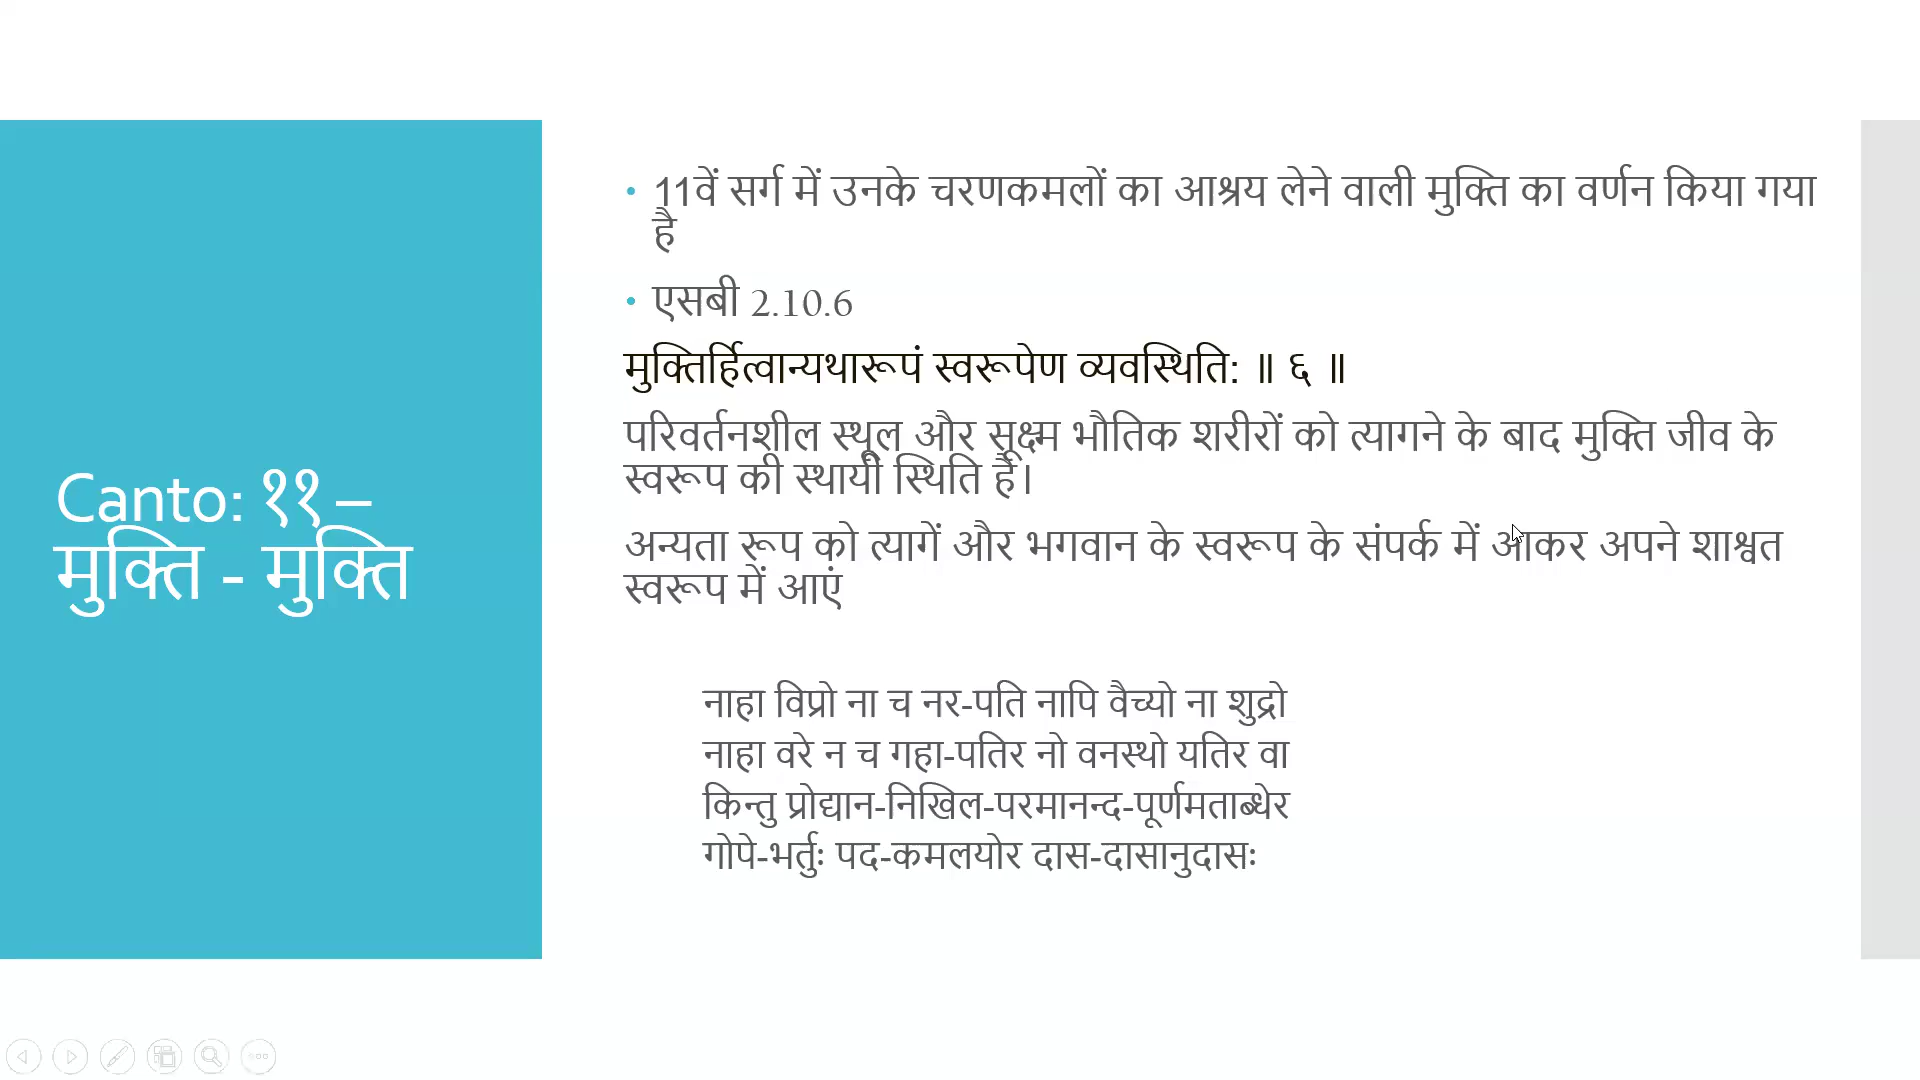 Canto: ११ –
मुक्ति - मुक्ति
• 11वें सर्ग में उनके चरणकमलों का आश्रय लेने वाली मुक्ति का वर्णन किया गया
है
• एसबी 2.10.6
मुक्तिर्हित्वान्यथारूपं स्वरूपेण व्यवस्थिति: ॥ ६ ॥
परिवर्तनशील स्थूल और सूक्ष्म भौतिक शरीरों को त्यागने के बाद मुक्ति जीव के
स्वरूप की स्थायी स्थिति है।
अन्यता रूप को त्यागें और भगवान के स्वरूप के संपर्क में आकर अपने शाश्वत
स्वरूप में आएं
नाहा विप्रो ना च नर-पति नापि वैच्यो ना शुद्रो
नाहा वरे न च गहा-पतिर नो वनस्थो यतिर वा
किन्तु प्रोद्यान-निखिल-परमानन्द-पूर्णमताब्धेर
गोपे-भर्तुः पद-कमलयोर दास-दासानुदासः